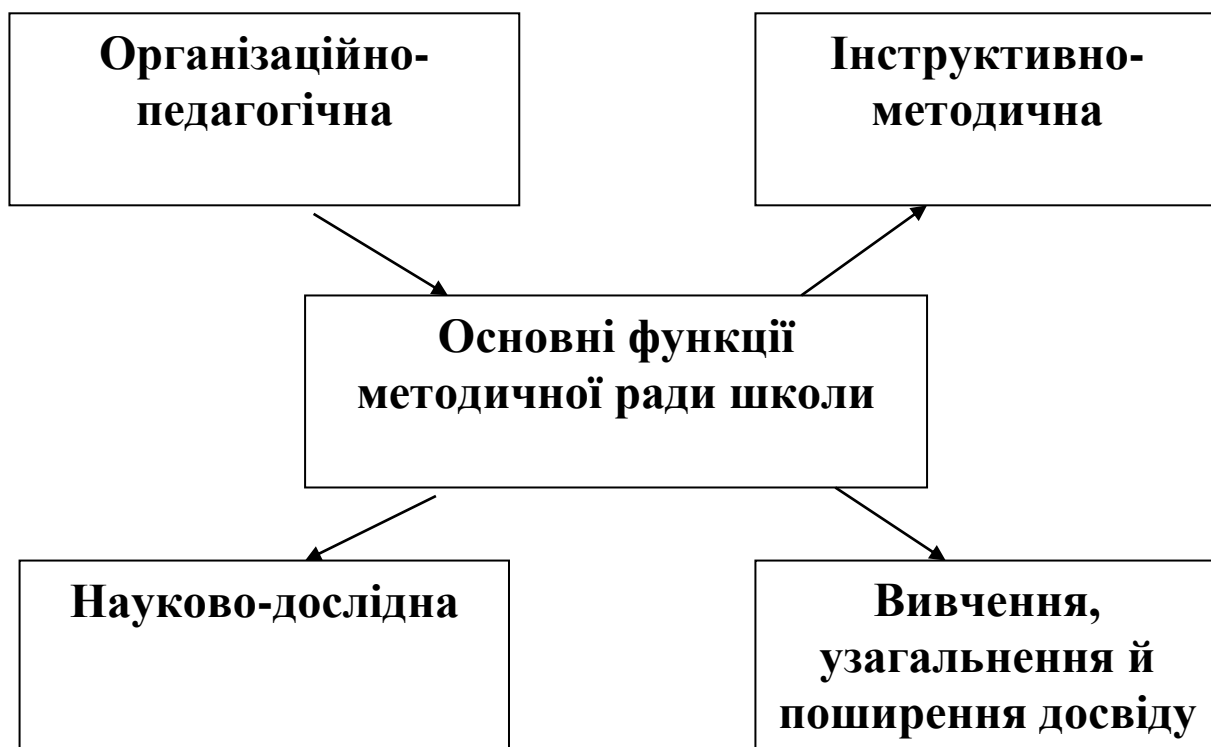 Організаційно-
педагогічна
Інструктивно-
методична
Основні функції
методичної ради школи
Науково-дослідна
Вивчення,
узагальнення й
поширення досвіду